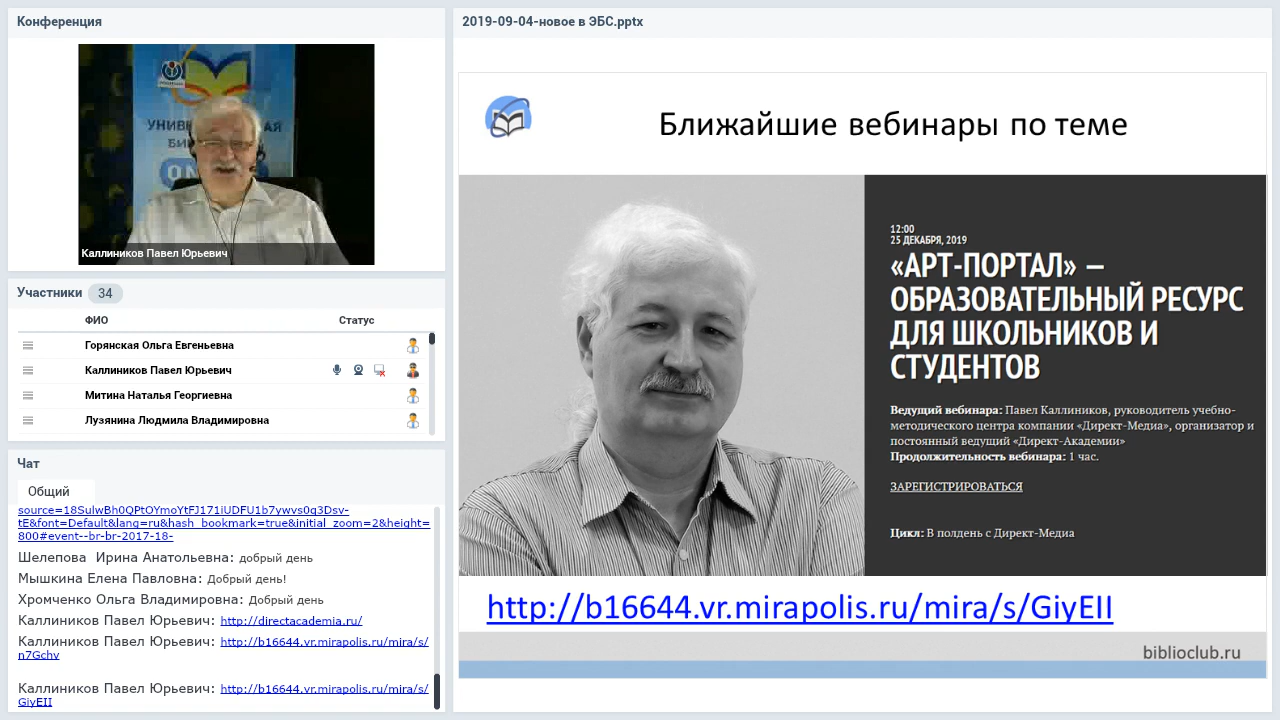 Конференция
УНИВ
АЯ
БИБ
ON
Каллиников Павел Юрьевич
Участники 34
ФИО Статус
Горянская Ольга Евгеньевна
Каллиников Павел Юрьевич
Митина Наталья Георгиевна
Лузянина Людмила Владимировна
Чат
Общий
source=18SulwBh0QPtOYmoYtFJ171iUDFU1b7ywvs0q3Dsv-
tE&font=Default&lang=ru&hash_bookmark=true&initial_zoom=2&height=
800#event--br-br-2017-18-
Шелепова Ирина Анатольевна: добрый день
Мышкина Елена Павловна: Добрый день!
Хромченко Ольга Владимировна: Добрый день
Каллиников Павел Юрьевич: http://directacademia.ru/
Каллиников Павел Юрьевич: http://b16644.vr.mirapolis.ru/mira/s/
n7Gchv
Каллиников Павел Юрьевич: http://b16644.vr.mirapolis.ru/mira/s/
GiyEII
2019-09-04-новое в ЭБС.pptx
Ближайшие вебинары по теме
12:00
25 ДЕКАБРЯ, 2019
«АРТ-ПОРТАЛ» —
ОБРАЗОВАТЕЛЬНЫЙ РЕСУРС
ДЛЯ ШКОЛЬНИКОВ И
СТУДЕНТОВ
Ведущий вебинара: Павел Каллиников, руководитель учебно-
методического центра компании «Директ-Медиа», организатор и
постоянный ведущий «Директ-Академии»
Продолжительность вебинара: 1 час.
ЗАРЕГИСТРИРОВАТЬСЯ
Цикл: В полдень с Директ-Медиа
http://b16644.vr.mirapolis.ru/mira/s/GiyEII
biblioclub.ru